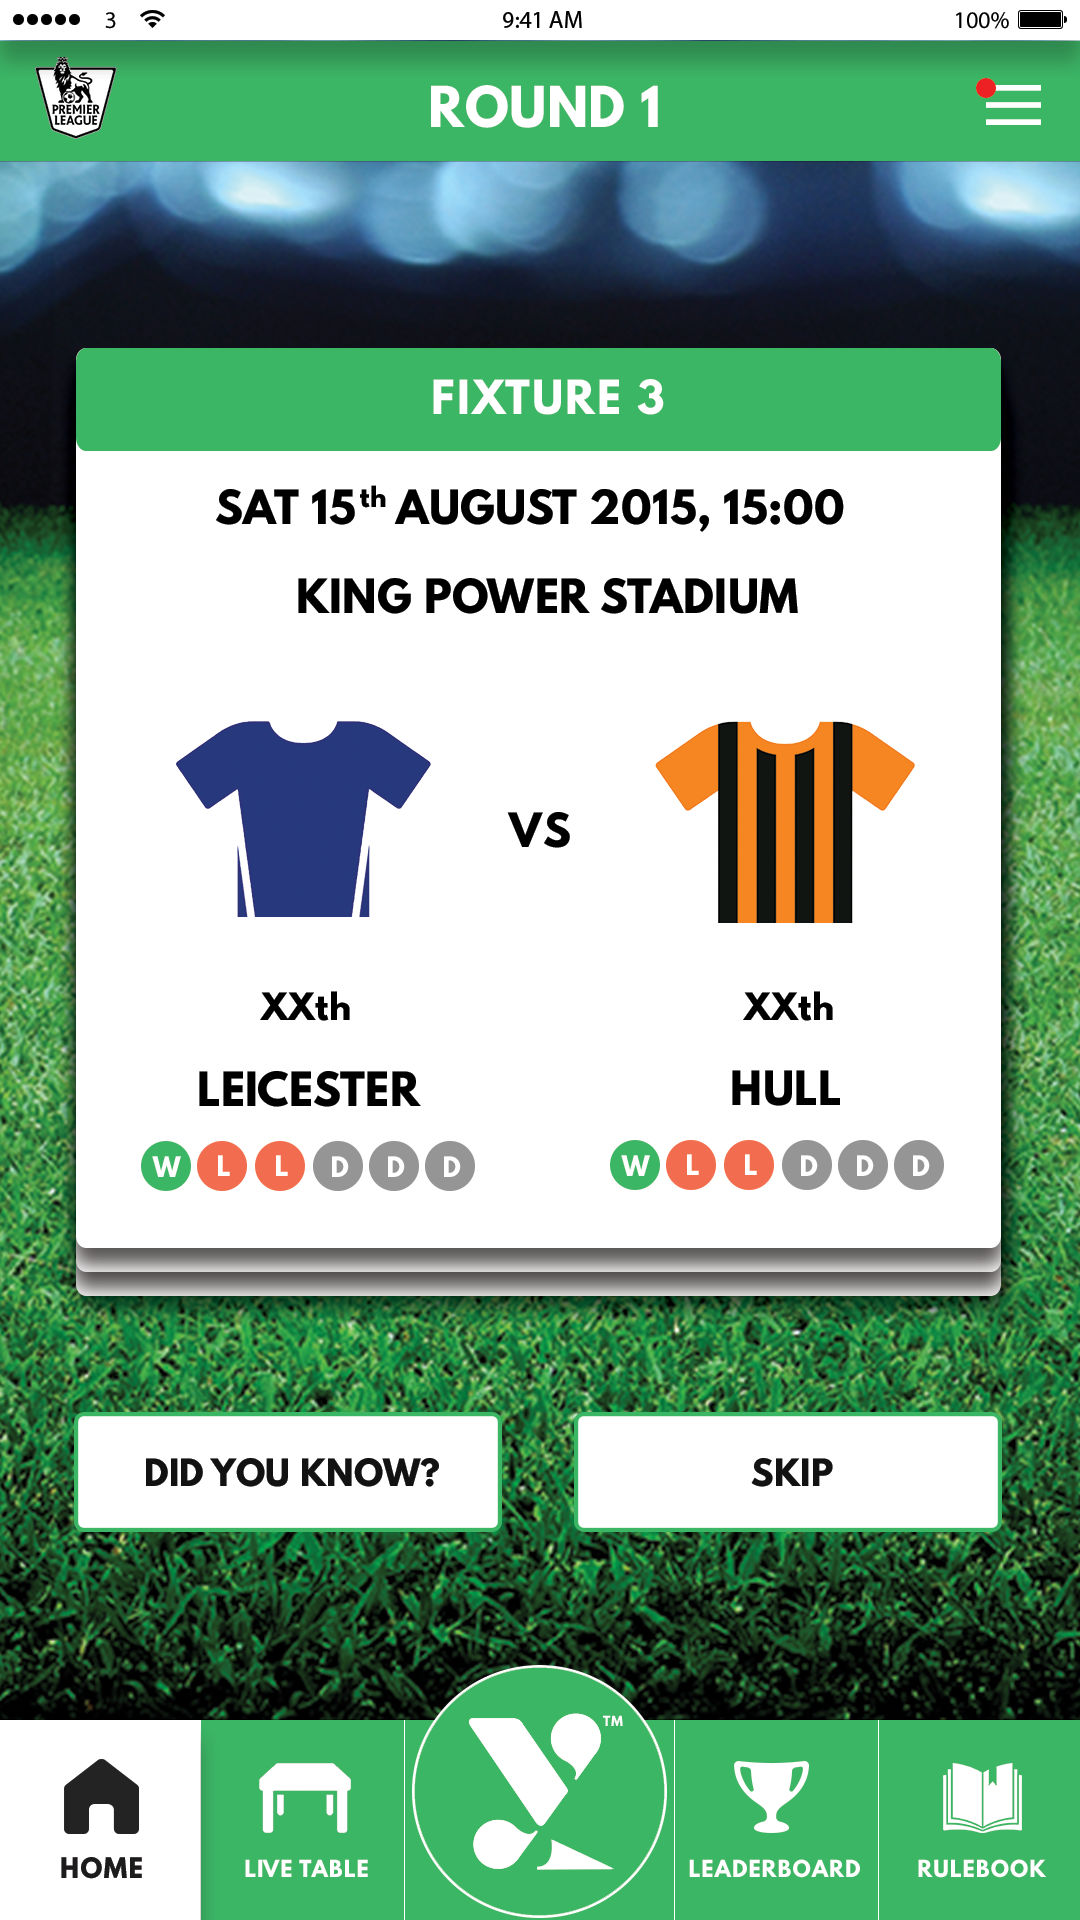 3 9:41 AM 100%
PREMIER
LEAGUE
ROUND 1
FIXTURE 3
SAT 15th AUGUST 2015, 15:00
KING POWER STADIUM
VS
XXth XXth
LEICESTER HULL
W L L D D D W L L D D D
DID YOU KNOW? SKIP
TM
HOME LIVE TABLE LEADERBOARD RULEBOOK